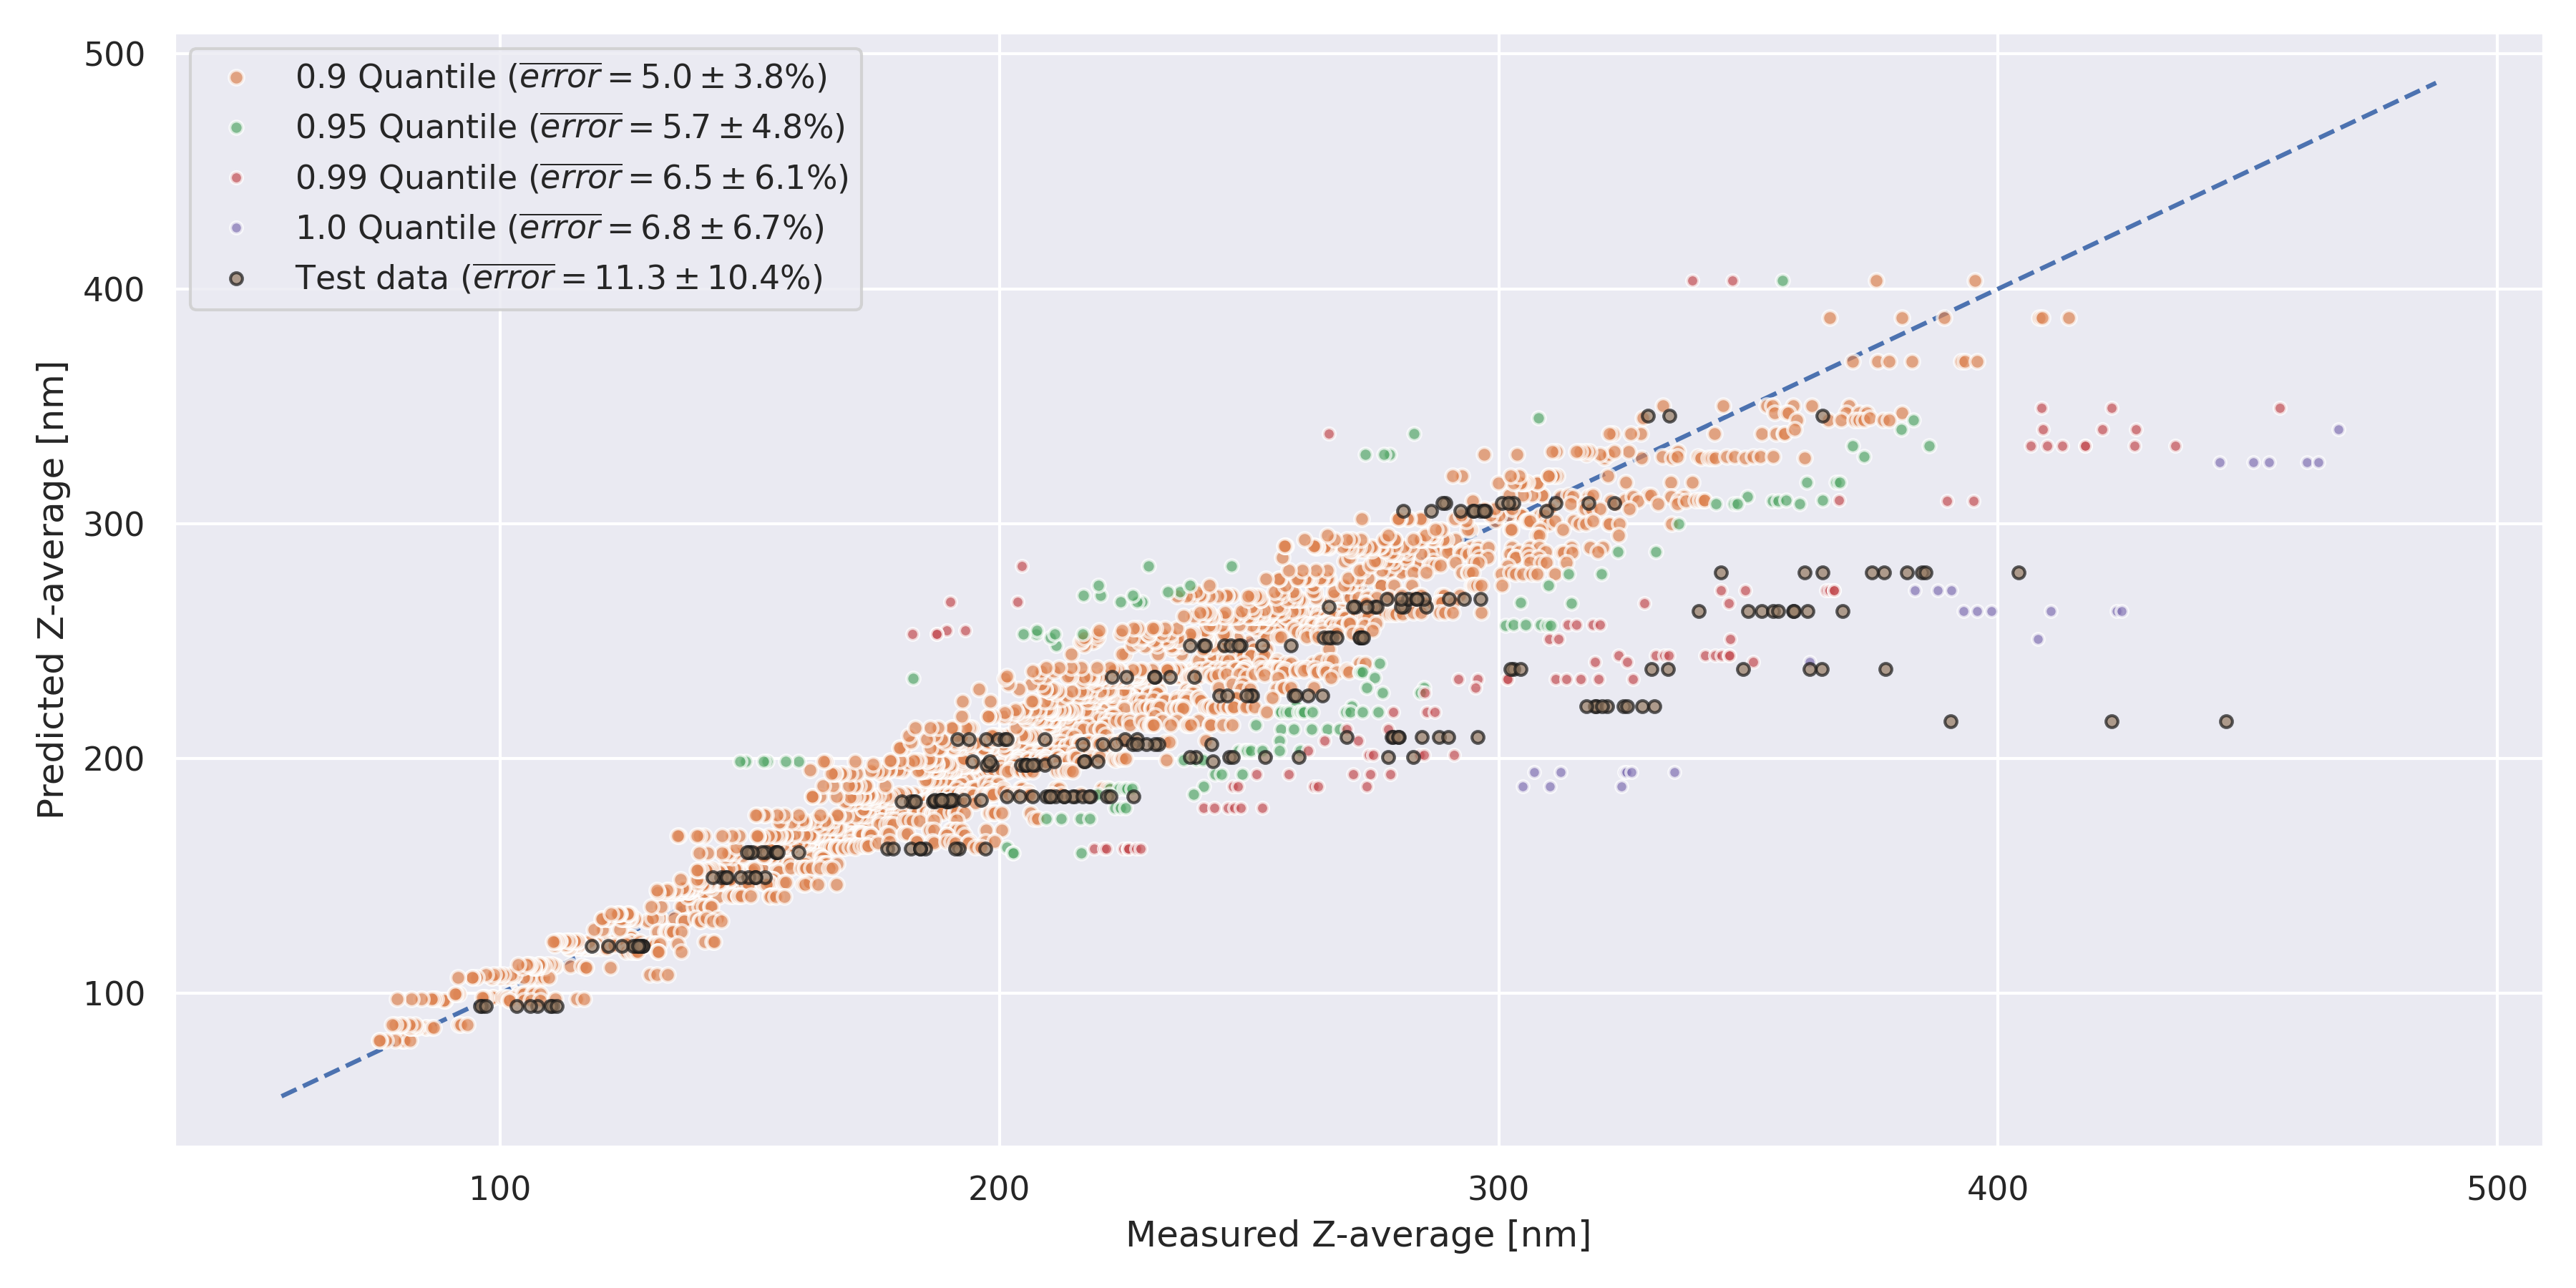 0.9 Quantile (error = 5.0 ± 3.8%)
0.95 Quantile (error = 5.7 ± 4.8%)
0.99 Quantile (error = 6.5 ± 6.1%)
1.0 Quantile (error = 6.8 ± 6.7%)
Test data (error = 11.3 ± 10.4%)
500
400
300
200
100
Predicted Z-average [nm]
100 200 300 400 500
Measured Z-average [nm]